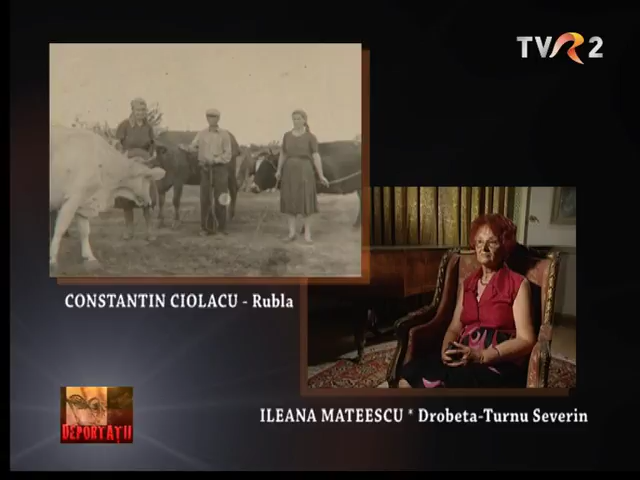 TVR2
CONSTANTIN CIOLACU - Rubla
DEPORTAȚII
ILEANA MATEESCU * Drobeta-Turnu Severin